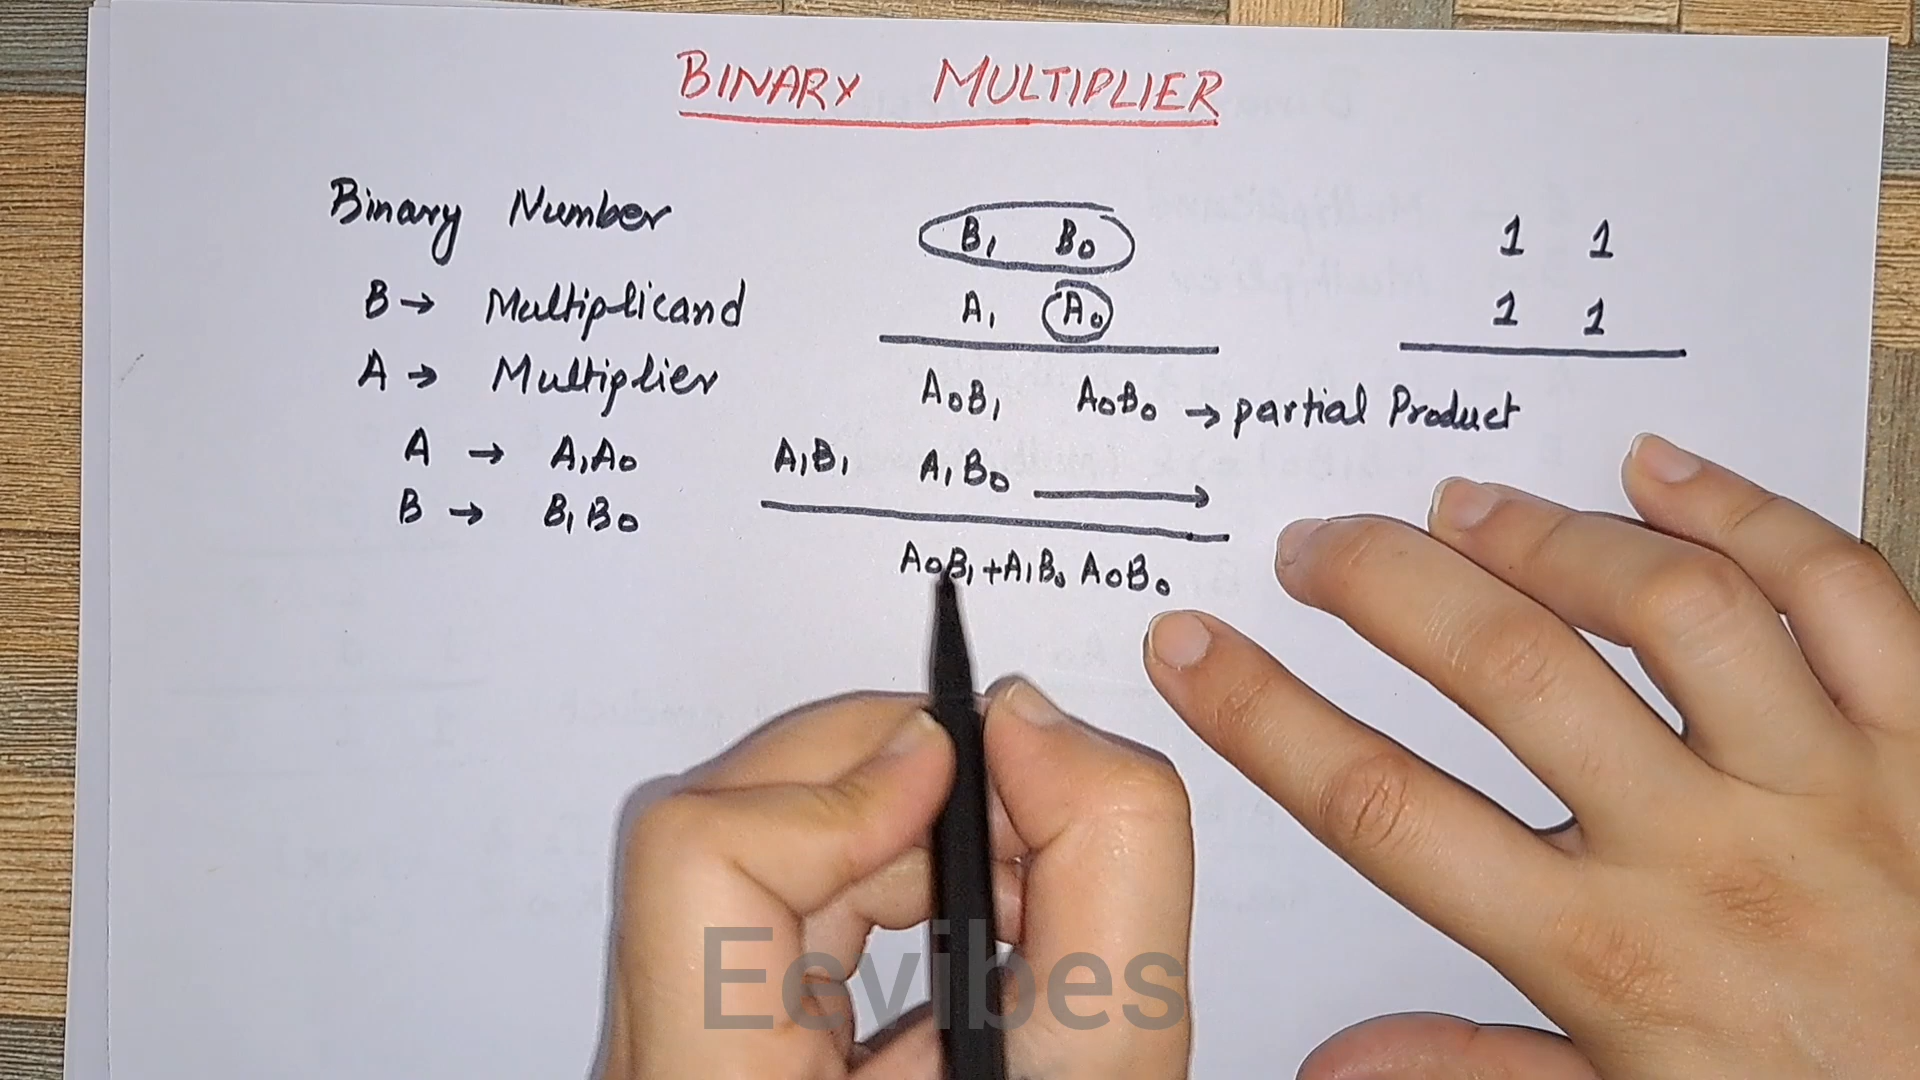 BINARY MULTIPLIER
Binary Number
B → Multiplicand
A → Multiplier
A → A1A0
B → B1B0
B1 B0
A1 A0
A0B1 A0B0 → partial Product
A1B1 A1B0 →
A0B1+A1B0 A0B0
1 1
1 1
Eevibes